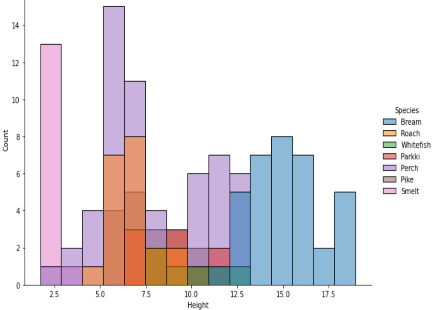 14
12
10
8
6
4
2
0
Count
2.5 5.0 7.5 10.0 12.5 15.0 17.5
Height
Species
Bream
Roach
Whitefish
Parkki
Perch
Pike
Smelt